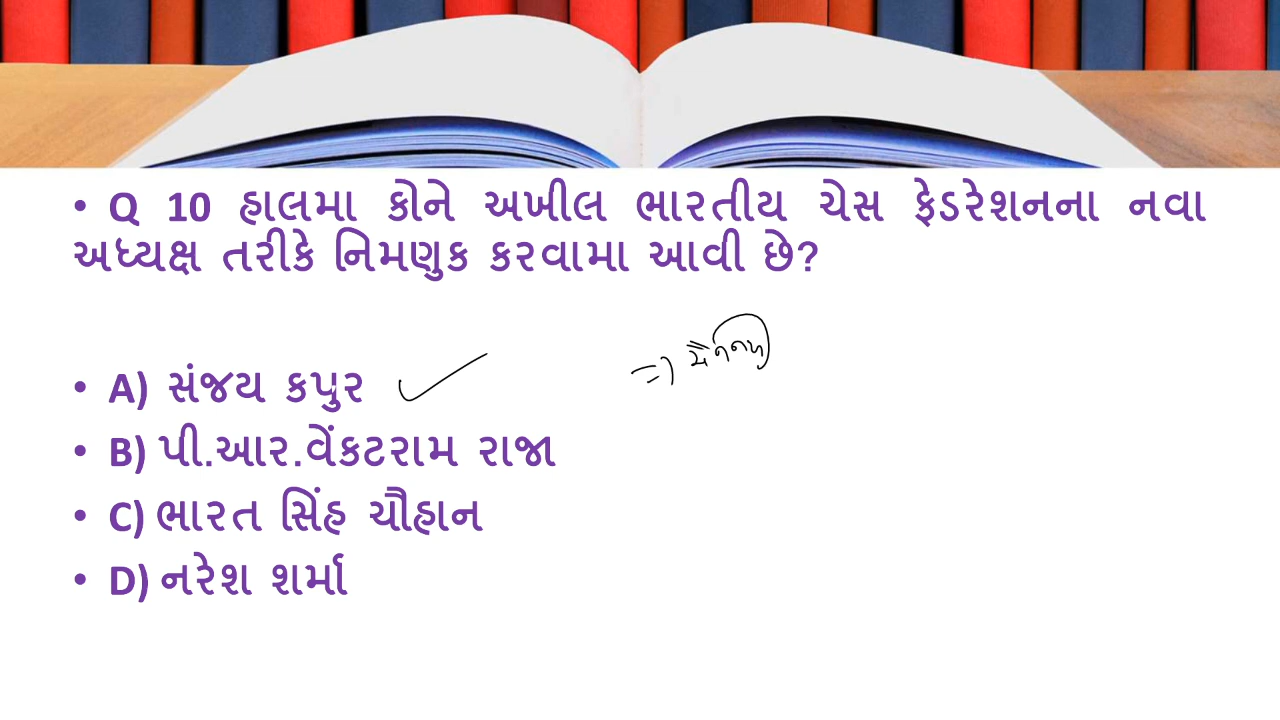 • Q 10 હાલમા કોને અખીલ ભારતીય ચેસ ફેડરેશનના નવા
અધ્યક્ષ તરીકે નિમણુક કરવામા આવી છે?
• A) સંજય કપુર
• B) પી.આર.વેંકટરામ રાજા
• C) ભારત સિંહ ચૌહાન
• D) નરેશ શર્મા